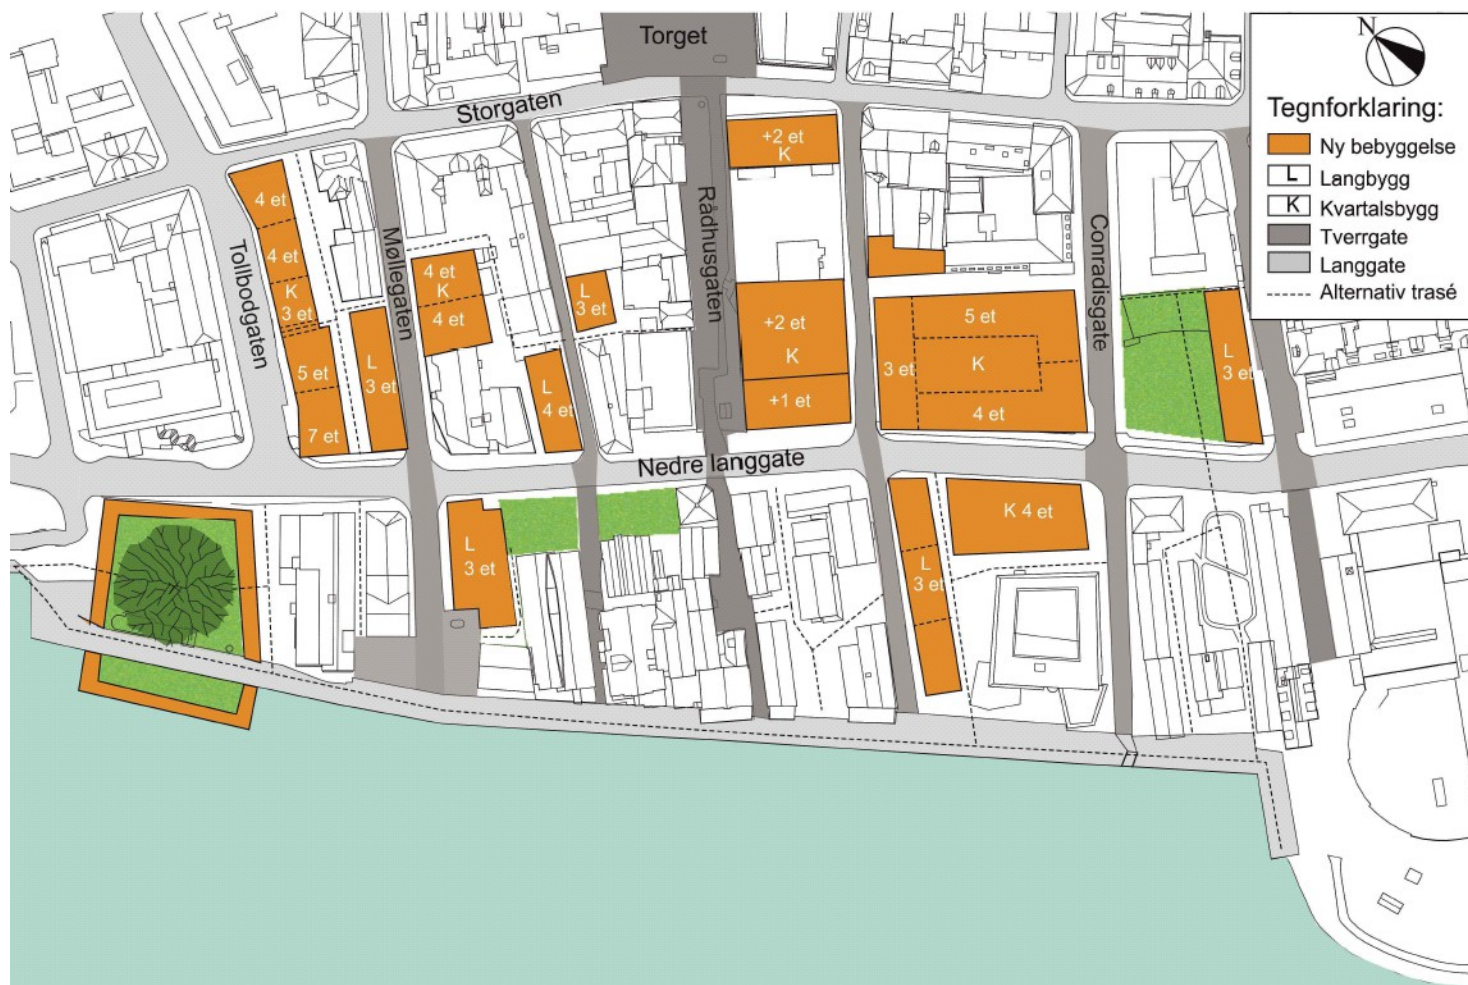 Torget
Storgaten
N
Tegnforklaring:
Ny bebyggelse
L Langbygg
K Kvartalsbygg
Tverrgate
Langgate
Alternativ trasé
Tollbodgaten
Møllegaten
Rådhusgaten
Conradisgate
Nedre langgate
4 et
4 et
K
3 et
5 et
7 et
L
3 et
4 et
K
4 et
L
3 et
L
4 et
+2 et
K
+2 et
K
+1 et
5 et
3 et
K
4 et
L
3 et
L
3 et
L
3 et
K 4 et